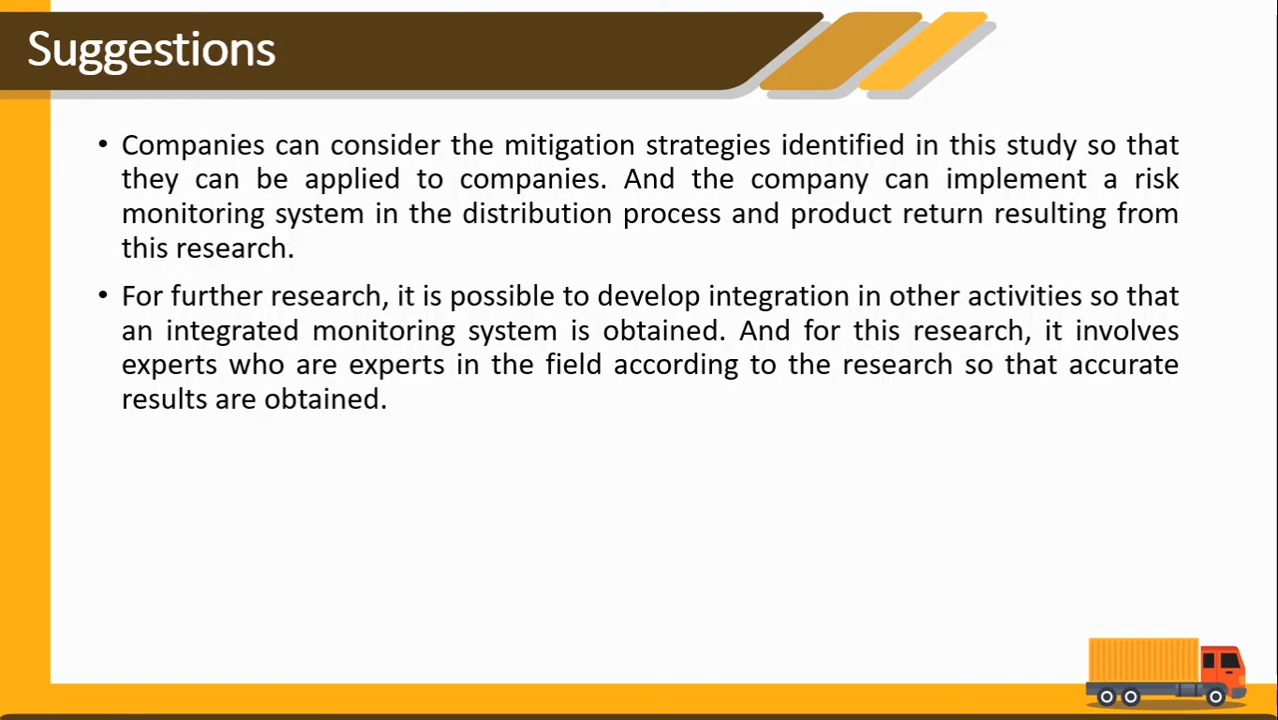 Suggestions
• Companies can consider the mitigation strategies identified in this study so that
they can be applied to companies. And the company can implement a risk
monitoring system in the distribution process and product return resulting from
this research.
• For further research, it is possible to develop integration in other activities so that
an integrated monitoring system is obtained. And for this research, it involves
experts who are experts in the field according to the research so that accurate
results are obtained.